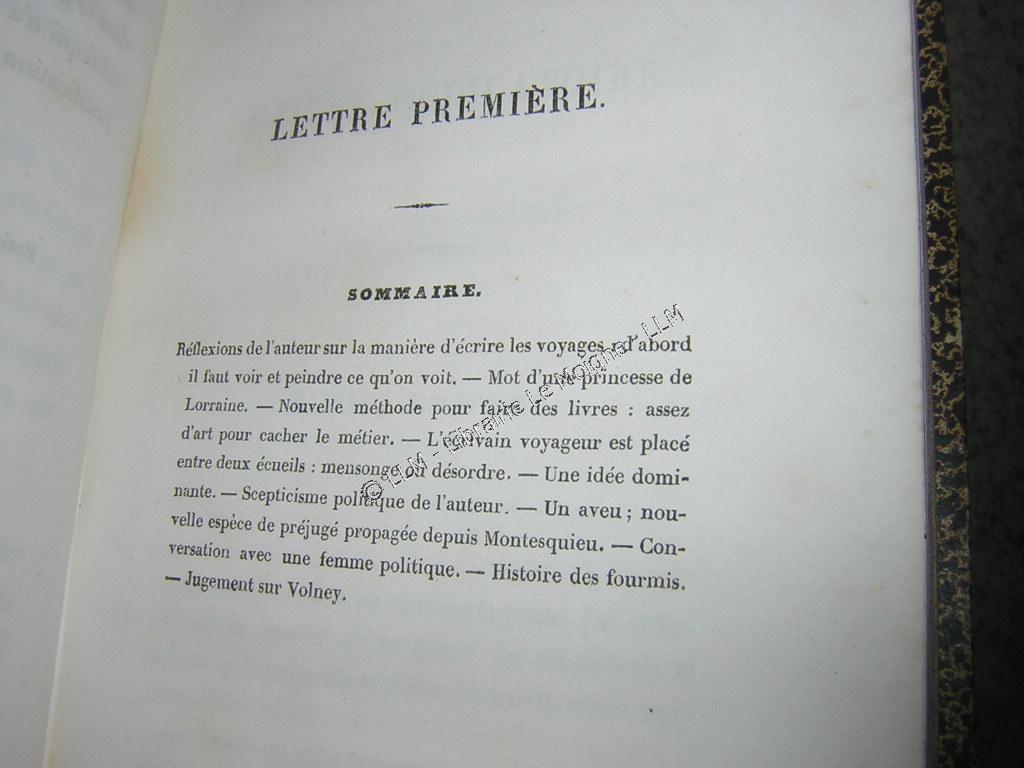 LETTRE PREMIÈRE.
SOMMAIRE.
Réflexions de l'auteur sur la manière d'écrire les voyages : d'abord
il faut voir et peindre ce qu'on voit. — Mot d'une princesse de
Lorraine. — Nouvelle méthode pour faire des livres : assez
d'art pour cacher le métier. — L'écrivain voyageur est placé
entre deux écueils : mensonge ou désordre. — Une idée domi-
nante. — Scepticisme politique de l'auteur. — Un aveu ; nou-
velle espèce de préjugé propagée depuis Montesquieu. — Con-
versation avec une femme politique. — Histoire des fourmis.
— Jugement sur Volney.
© LLM - Librairie Le Moigne - LLM